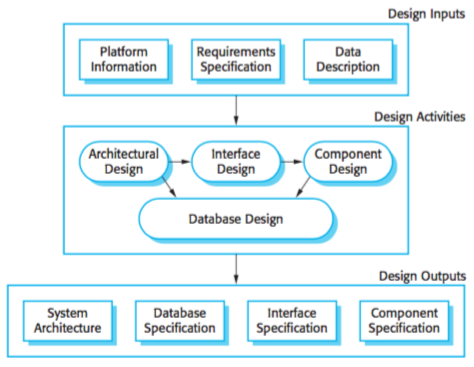 Design Inputs
Platform
Information
Requirements
Specification
Data
Description
Design Activities
Architectural
Design
Interface
Design
Component
Design
Database Design
Design Outputs
System
Architecture
Database
Specification
Interface
Specification
Component
Specification